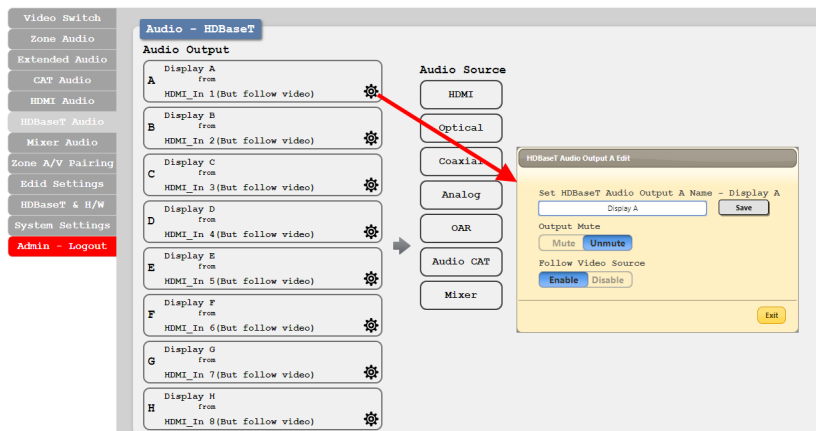 Video Switch
Zone Audio
Extended Audio
CAT Audio
HDMI Audio
HDBaseT Audio
Mixer Audio
Zone A/V Pairing
Edid Settings
HDBaseT & H/W
System Settings
Admin - Logout
Audio - HDBaseT
Audio Output
A
Display A
from
HDMI_In 1(But follow video)
B
Display B
from
HDMI_In 2(But follow video)
C
Display C
from
HDMI_In 3(But follow video)
D
Display D
from
HDMI_In 4(But follow video)
E
Display E
from
HDMI_In 5(But follow video)
F
Display F
from
HDMI_In 6(But follow video)
G
Display G
from
HDMI_In 7(But follow video)
H
Display H
from
HDMI_In 8(But follow video)
Audio Source
HDMI
Optical
Coaxial
Analog
OAR
Audio CAT
Mixer
HDBaseT Audio Output A Edit
Set HDBaseT Audio Output A Name - Display A
Display A
Save
Output Mute
Mute Unmute
Follow Video Source
Enable Disable
Exit